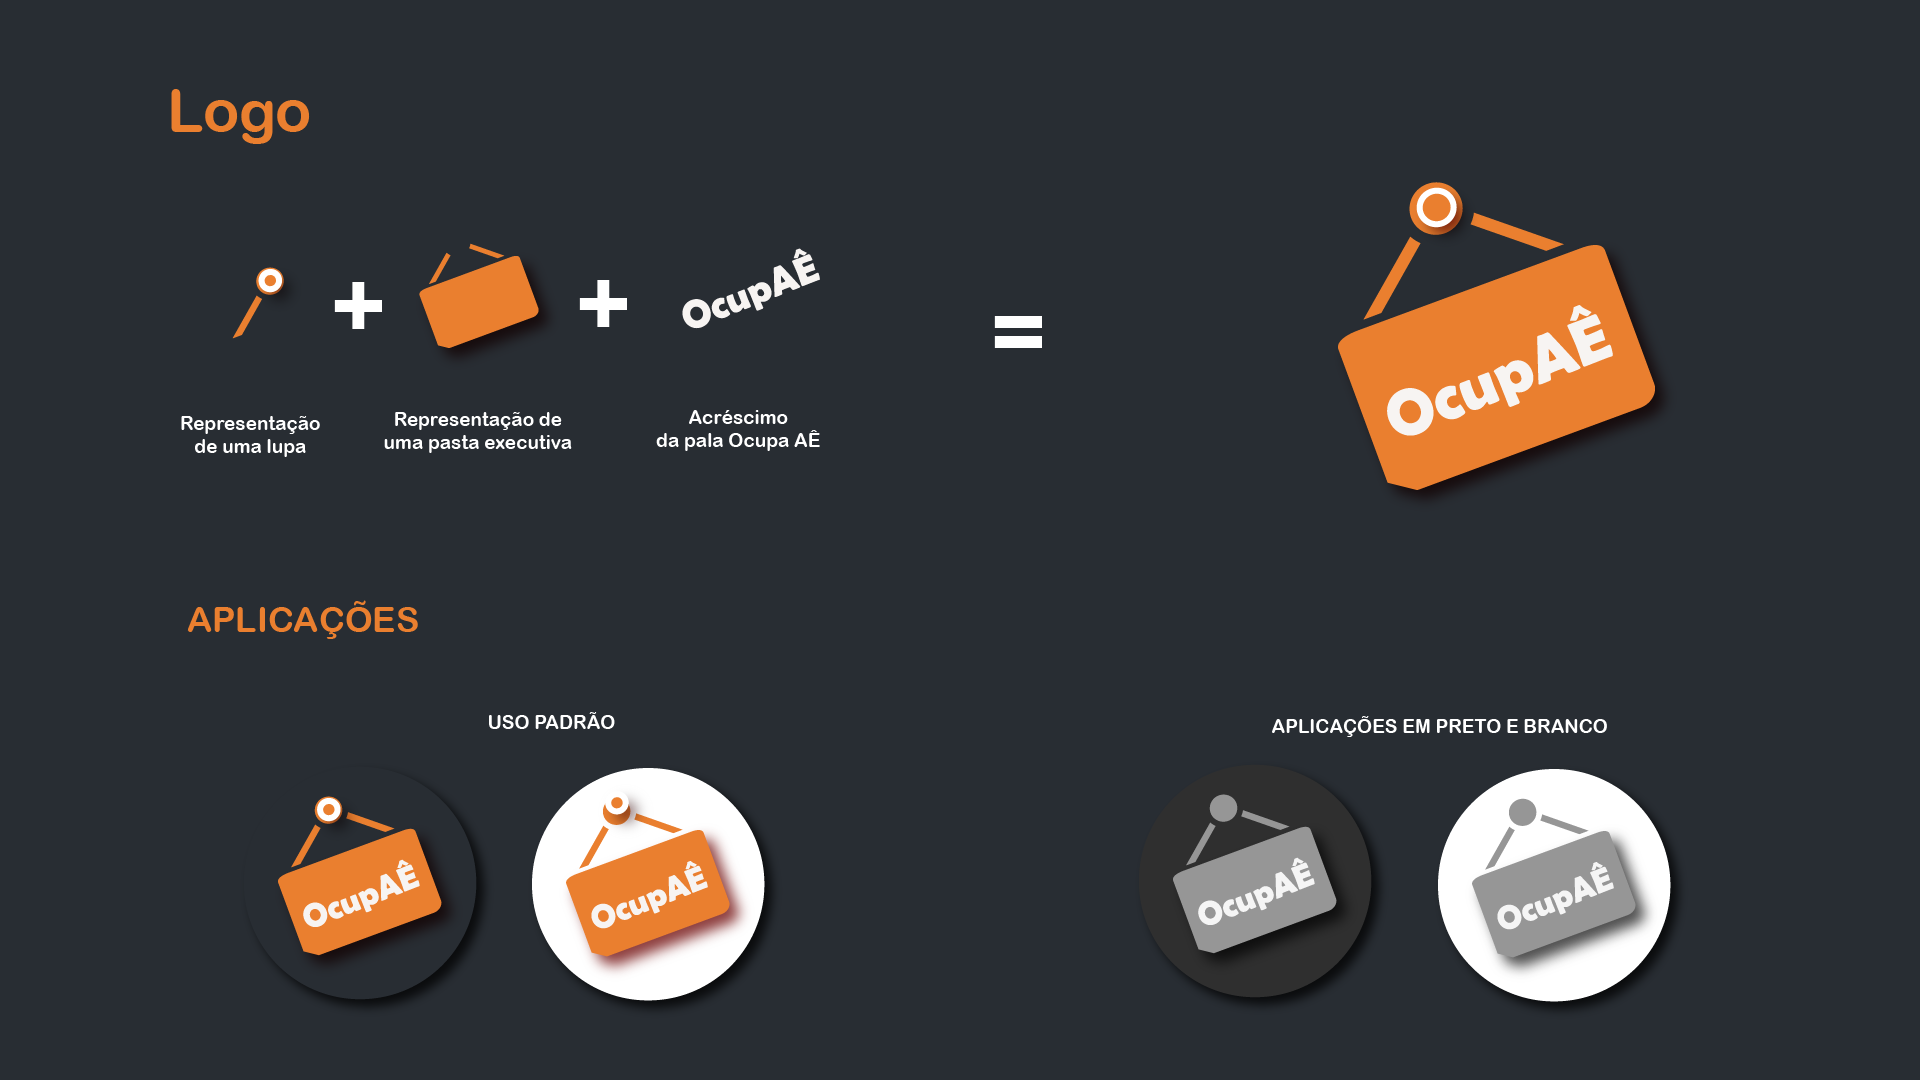 Logo
OcupAÊ
OcupAÊ
Representação
de uma lupa
Representação de
uma pasta executiva
Acréscimo
da pala Ocupa AÊ
APLICAÇÕES
USO PADRÃO
APLICAÇÕES EM PRETO E BRANCO
OcupAÊ
OcupAÊ
OcupAÊ
OcupAÊ